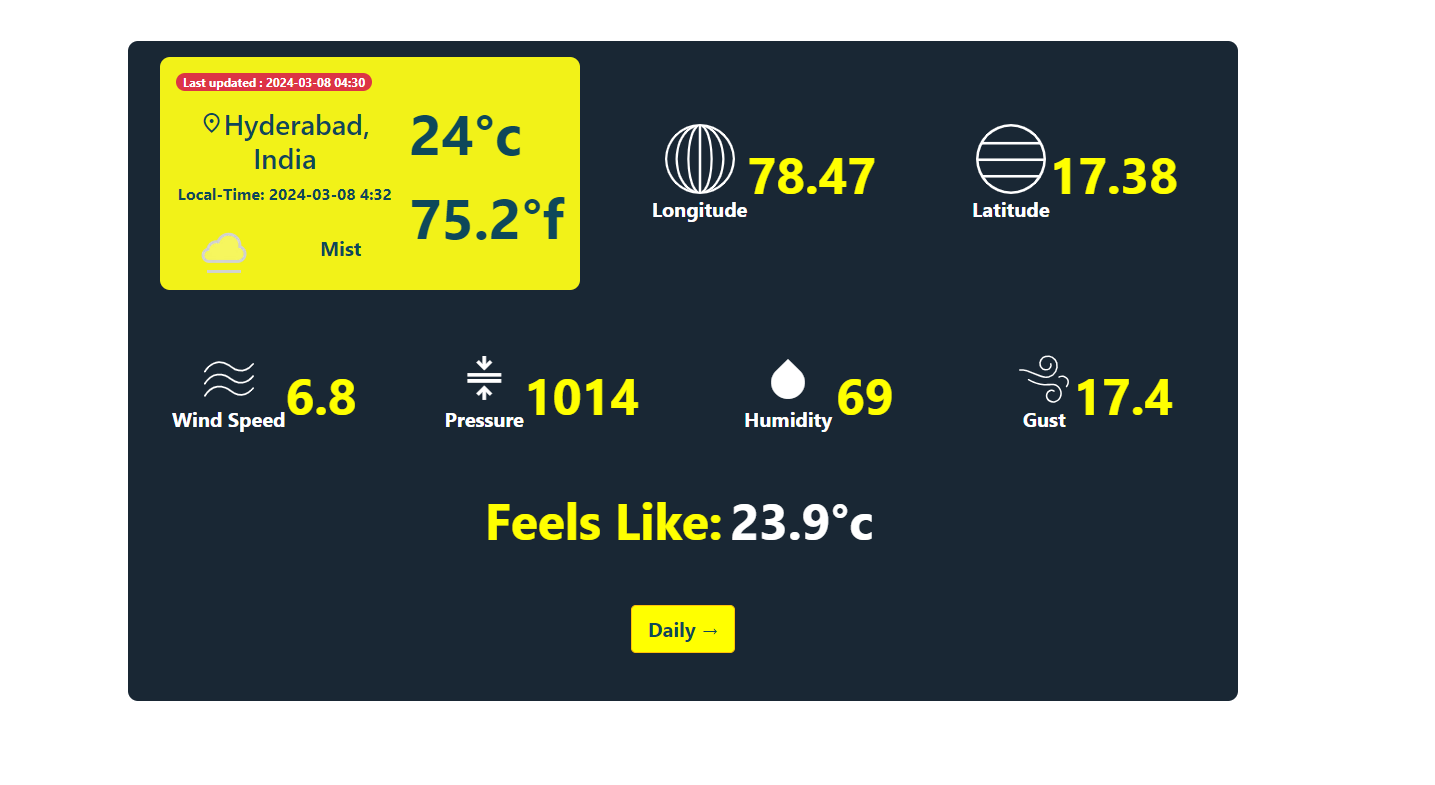 Last updated : 2024-03-08 04:30
Hyderabad,
India
Local-Time: 2024-03-08 4:32
Mist
24°c
75.2°f
78.47
Longitude
17.38
Latitude
6.8
Wind Speed
1014
Pressure
69
Humidity
17.4
Gust
Feels Like: 23.9°c
Daily →